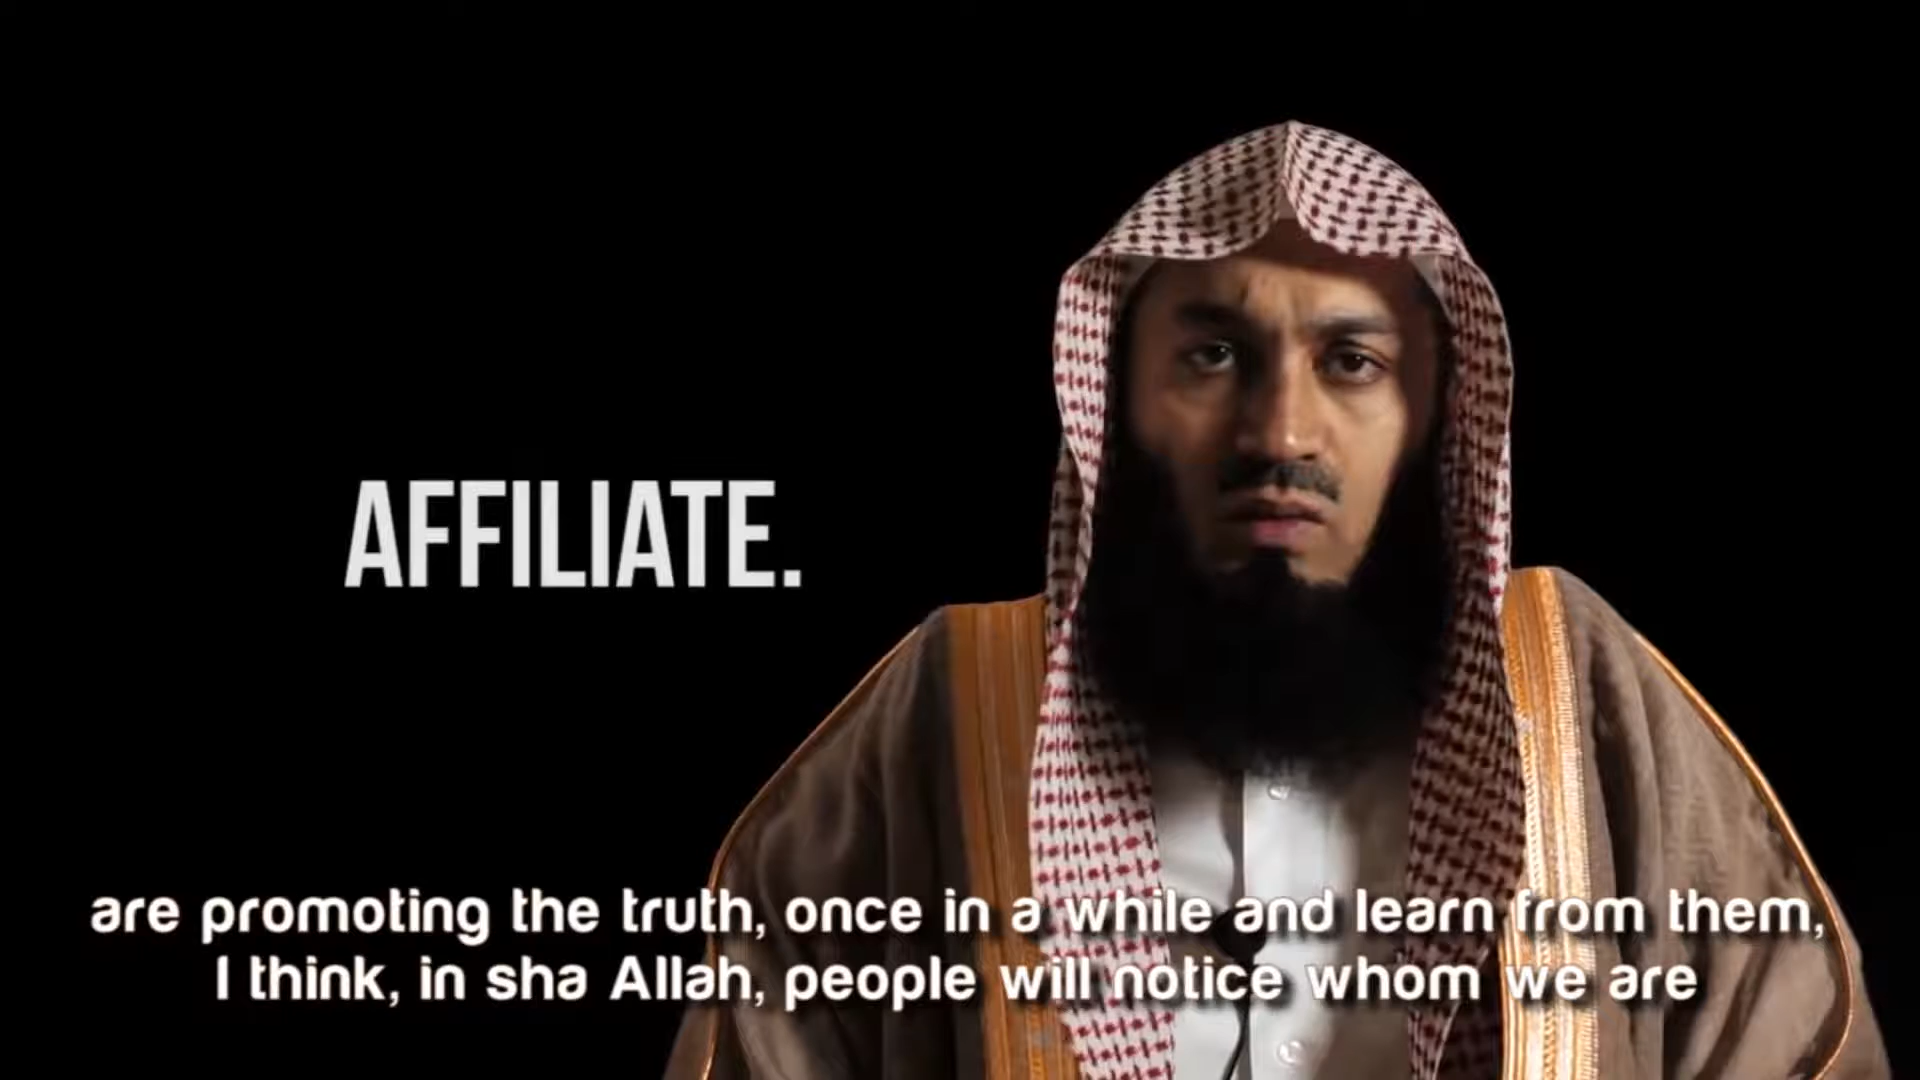 AFFILIATE.
are promoting the truth, once in a while and learn from them,
I think, in sha Allah, people will notice whom we are